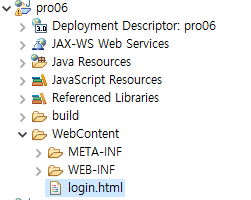 pro06
Deployment Descriptor: pro06
JAX-WS Web Services
Java Resources
JavaScript Resources
Referenced Libraries
build
WebContent
META-INF
WEB-INF
login.html